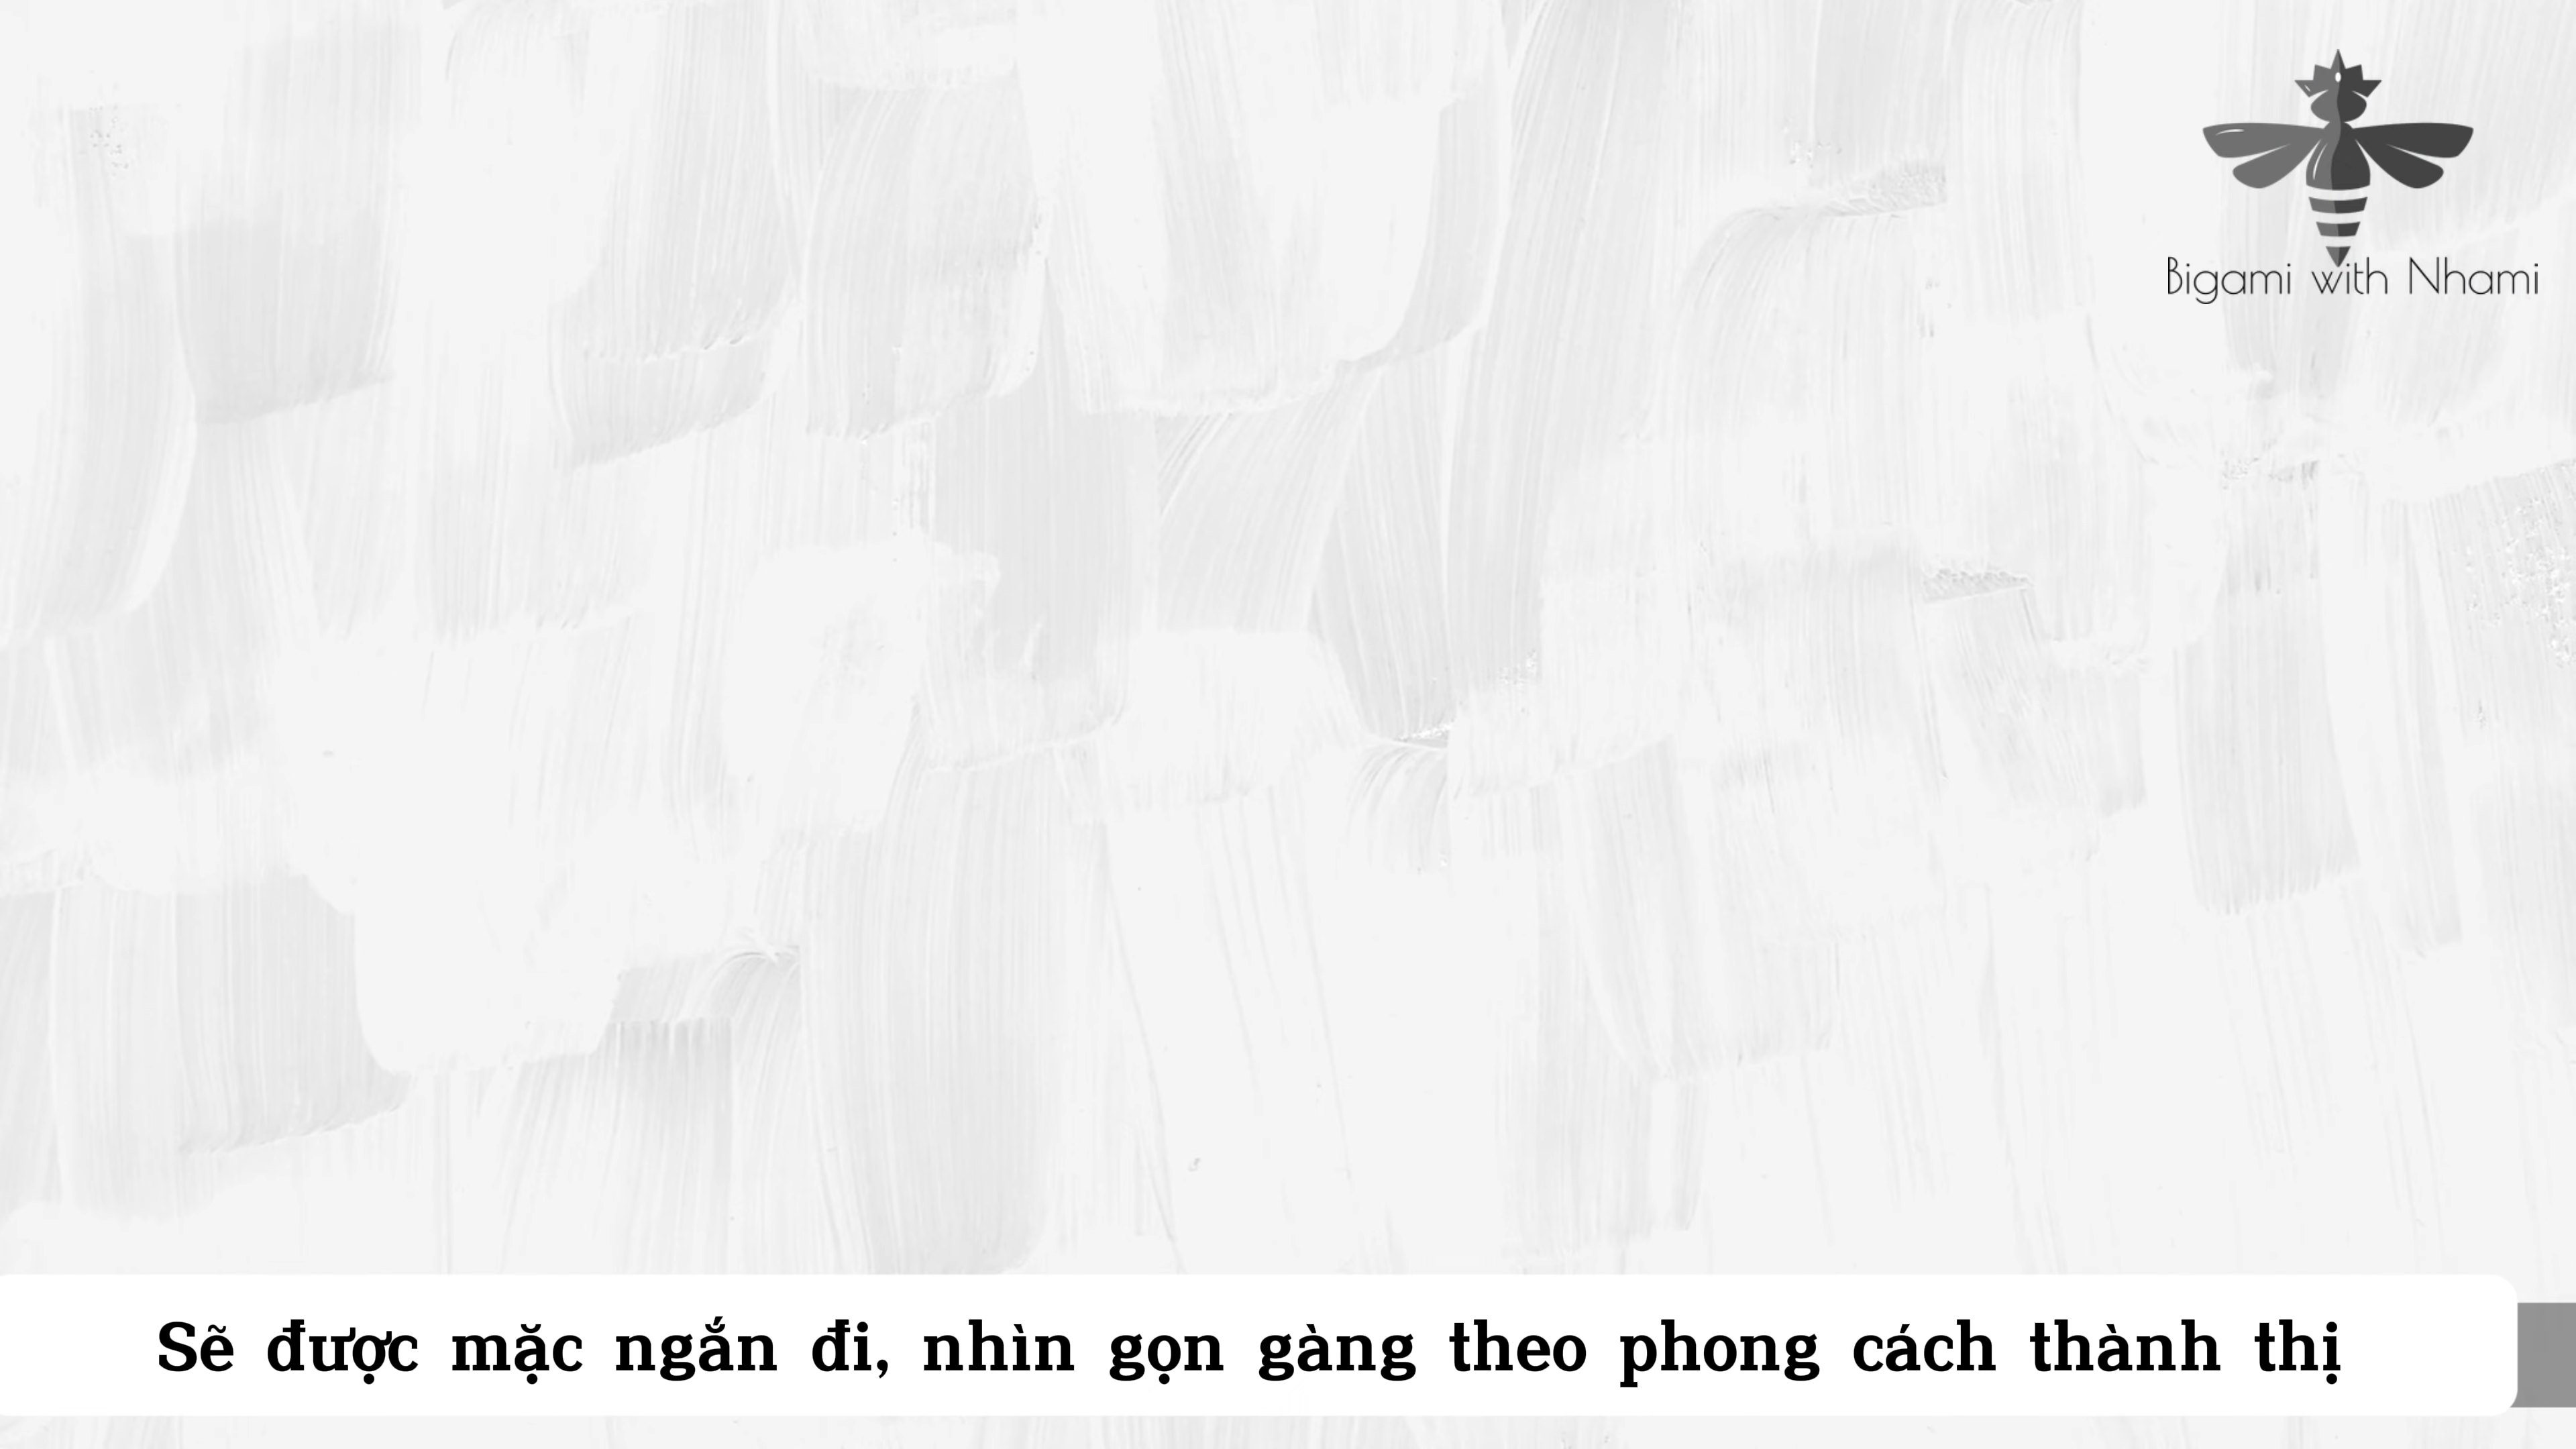 Bigami with Nhami
Sẽ được mặc ngắn đi, nhìn gọn gàng theo phong cách thành thị